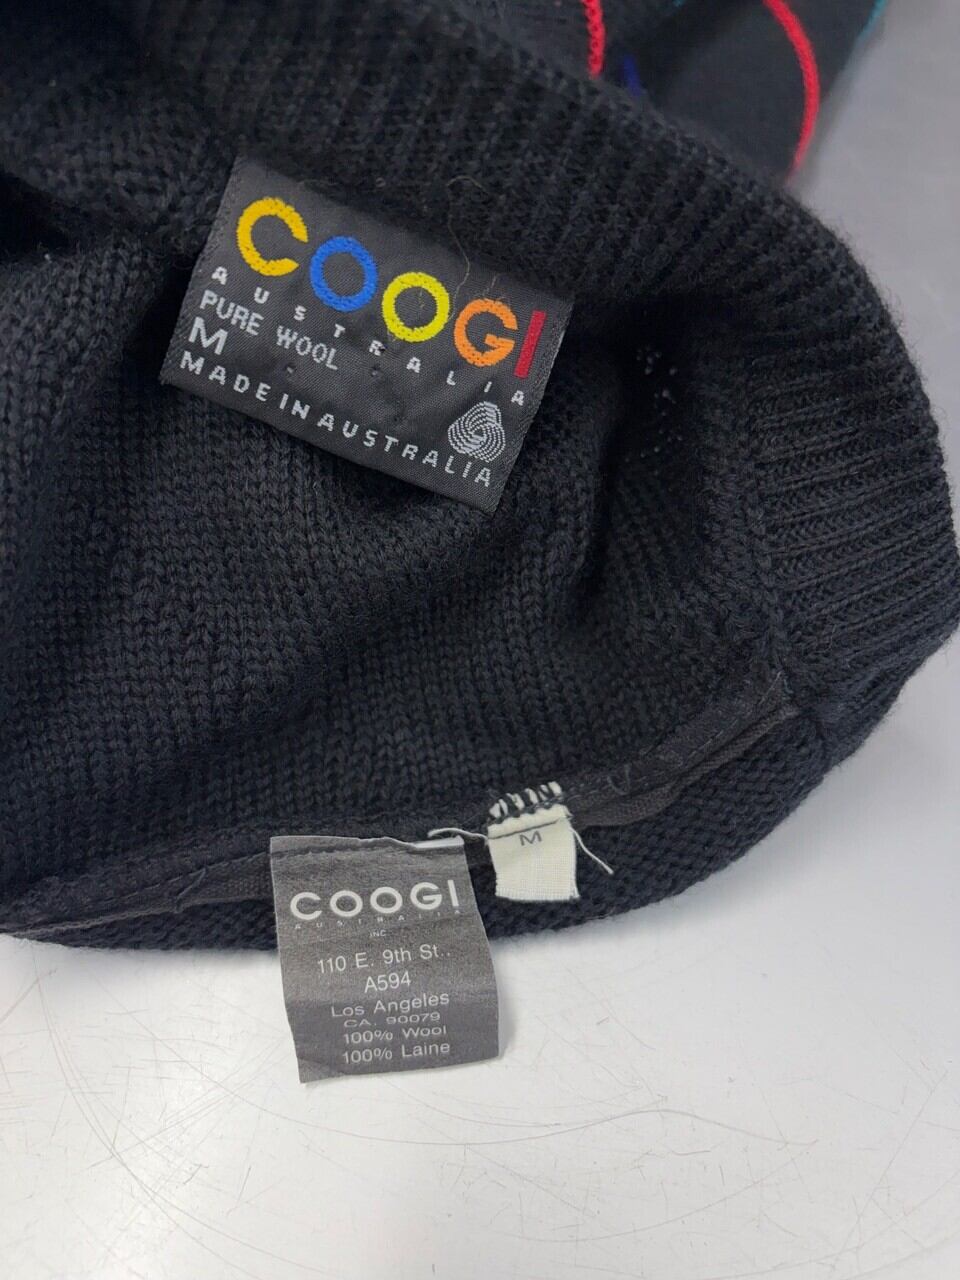 COOGI
AUSTRALIA
PURE WOOL
M
MADE IN AUSTRALIA
M
COOGI
AUSTRALIA
INC
110 E. 9th St..
A594
Los Angeles
CA. 90079
100% Wool
100% Laine